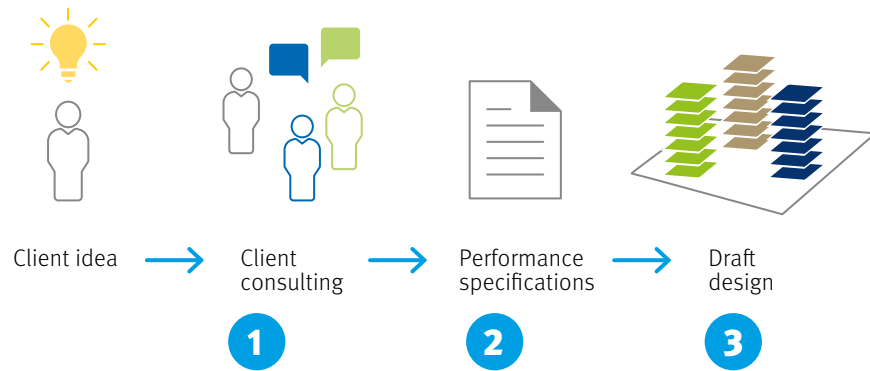 Client idea
Client
consulting
Performance
specifications
Draft
design
1
2
3